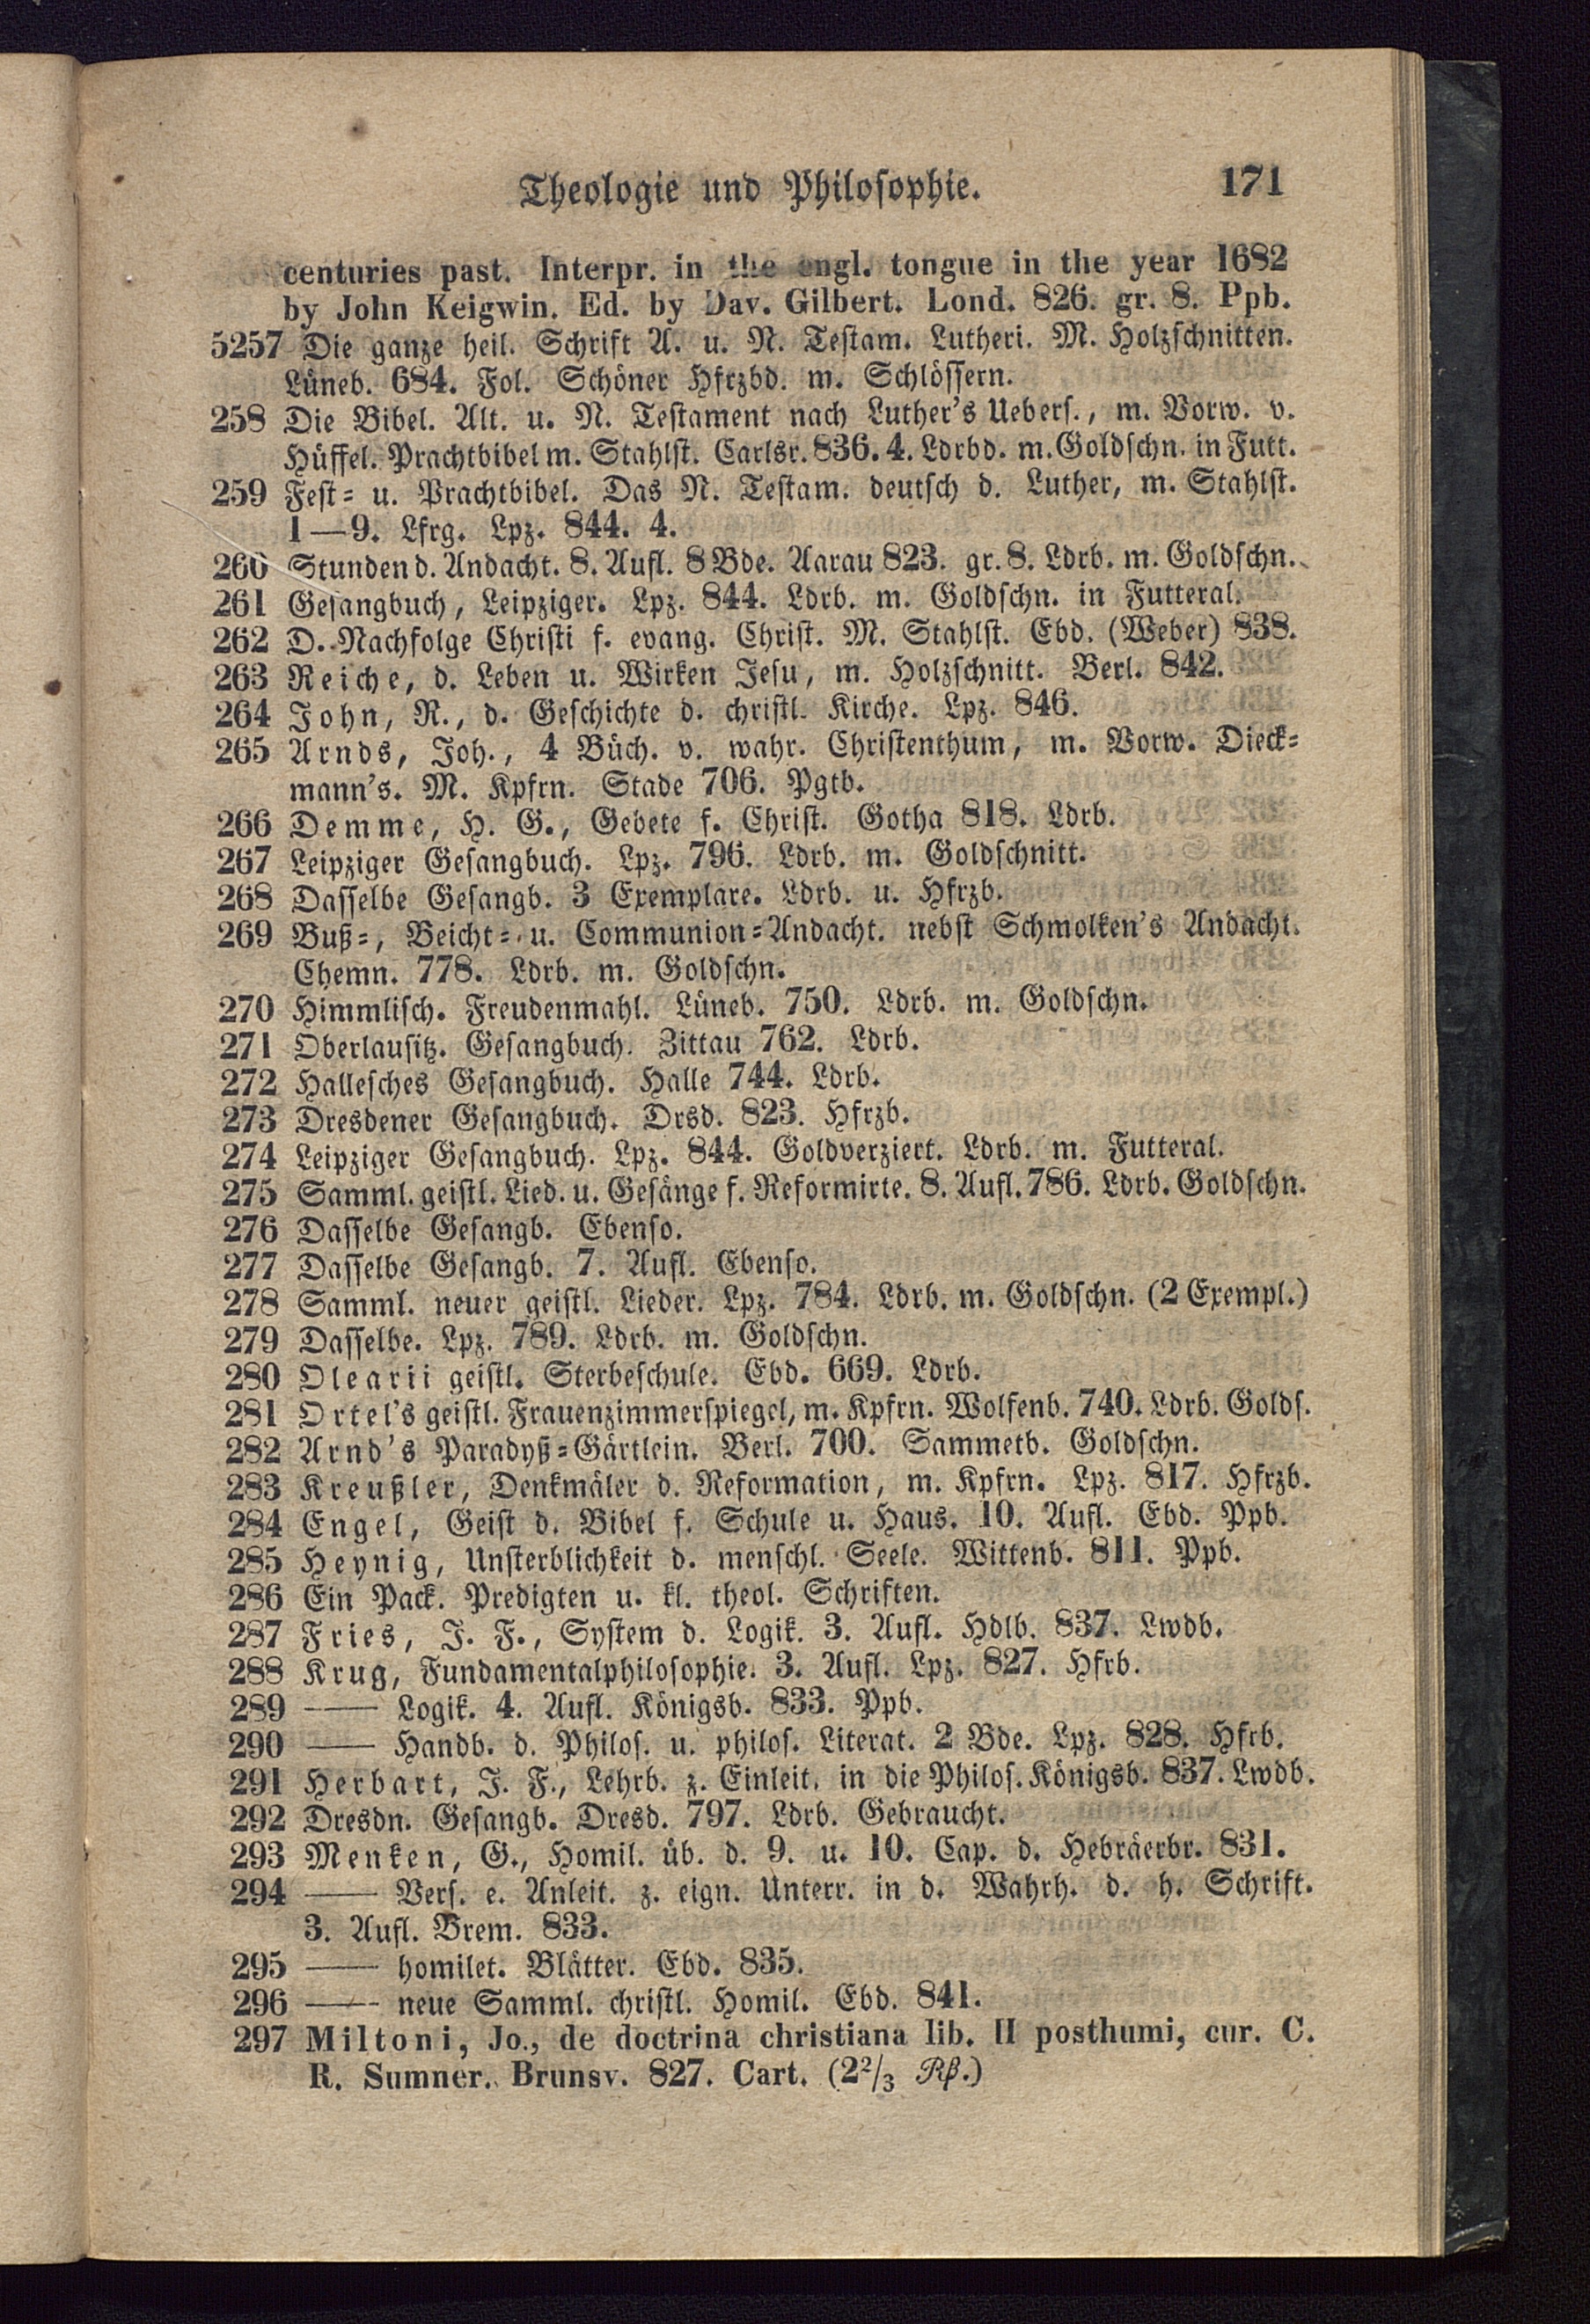 Theologie und Philosophie. 171
centuries past. Interpr. in the engl. tongue in the year 1682
by John Keigwin. Ed. by Dav. Gilbert. Lond. 826. gr. 8. Ppb.
5257 Die ganze heil. Schrift A. u. N. Testam. Lutheri. M. Holzschnitten.
Lüneb. 684. Fol. Schöner Hfrzbd. m. Schlössern.
258 Die Bibel. Alt. u. N. Testament nach Luther's Uebers., m. Vorw. v.
Hüffel. Prachtbibel m. Stahlst. Carlsr. 836. 4. Ldrbd. m. Goldschn. in Futt.
259 Fest= u. Prachtbibel. Das N. Testam. deutsch d. Luther, m. Stahlst.
1—9. Lfrg. Lpz. 844. 4.
260 Stunden d. Andacht. 8. Aufl. 8 Bde. Aarau 823. gr. 8. Ldrb. m. Goldschn.
261 Gesangbuch, Leipziger. Lpz. 844. Ldrb. m. Goldschn. in Futteral.
262 D. Nachfolge Christi f. evang. Christ. M. Stahlst. Ebd. (Weber) 838.
263 Reiche, d. Leben u. Wirken Jesu, m. Holzschnitt. Berl. 842.
264 John, R., d. Geschichte d. christl. Kirche. Lpz. 846.
265 Arnds, Joh., 4 Büch. v. wahr. Christenthum, m. Vorw. Dieck=
mann's. M. Kpfrn. Stade 706. Pgtb.
266 Demme, H. G., Gebete f. Christ. Gotha 818. Ldrb.
267 Leipziger Gesangbuch. Lpz. 796. Ldrb. m. Goldschnitt.
268 Dasselbe Gesangb. 3 Exemplare. Ldrb. u. Hfrzb.
269 Buß=, Beicht= u. Communion=Andacht. nebst Schmolken's Andacht.
Chemn. 778. Ldrb. m. Goldschn.
270 Himmlisch. Freudenmahl. Lüneb. 750. Ldrb. m. Goldschn.
271 Oberlausitz. Gesangbuch. Zittau 762. Ldrb.
272 Hallesches Gesangbuch. Halle 744. Ldrb.
273 Dresdener Gesangbuch. Drsd. 823. Hfrzb.
274 Leipziger Gesangbuch. Lpz. 844. Goldverziert. Ldrb. m. Futteral.
275 Samml. geistl. Lied. u. Gesänge f. Reformirte. 8. Aufl. 786. Ldrb. Goldschn.
276 Dasselbe Gesangb. Ebenso.
277 Dasselbe Gesangb. 7. Aufl. Ebenso.
278 Samml. neuer geistl. Lieder. Lpz. 784. Ldrb. m. Goldschn. (2 Exempl.)
279 Dasselbe. Lpz. 789. Ldrb. m. Goldschn.
280 Olearii geistl. Sterbeschule. Ebd. 669. Ldrb.
281 Ortel's geistl. Frauenzimmerspiegel, m. Kpfrn. Wolfenb. 740. Ldrb. Golds.
282 Arnd's Paradyß=Gärtlein. Berl. 700. Sammetb. Goldschn.
283 Kreußler, Denkmäler d. Reformation, m. Kpfrn. Lpz. 817. Hfrzb.
284 Engel, Geist d. Bibel f. Schule u. Haus. 10. Aufl. Ebd. Ppb.
285 Heynig, Unsterblichkeit d. menschl. Seele. Wittenb. 811. Ppb.
286 Ein Pack. Predigten u. kl. theol. Schriften.
287 Fries, J. F., System d. Logik. 3. Aufl. Hdlb. 837. Lwdb.
288 Krug, Fundamentalphilosophie. 3. Aufl. Lpz. 827. Hfrb.
289 —— Logik. 4. Aufl. Königsb. 833. Ppb.
290 —— Handb. d. Philos. u. philos. Literat. 2 Bde. Lpz. 828. Hfrb.
291 Herbart, J. F., Lehrb. z. Einleit. in die Philos. Königsb. 837. Lwdb.
292 Dresdn. Gesangb. Dresd. 797. Ldrb. Gebraucht.
293 Menken, G., Homil. üb. d. 9. u. 10. Cap. d. Hebräerbr. 831.
294 —— Vers. e. Anleit. z. eign. Unterr. in d. Wahrh. d. h. Schrift.
3. Aufl. Brem. 833.
295 —— homilet. Blätter. Ebd. 835.
296 —— neue Samml. christl. Homil. Ebd. 841.
297 Miltoni, Jo., de doctrina christiana lib. II posthumi, cur. C.
R. Sumner. Brunsv. 827. Cart. (2²/₃ Rß.)